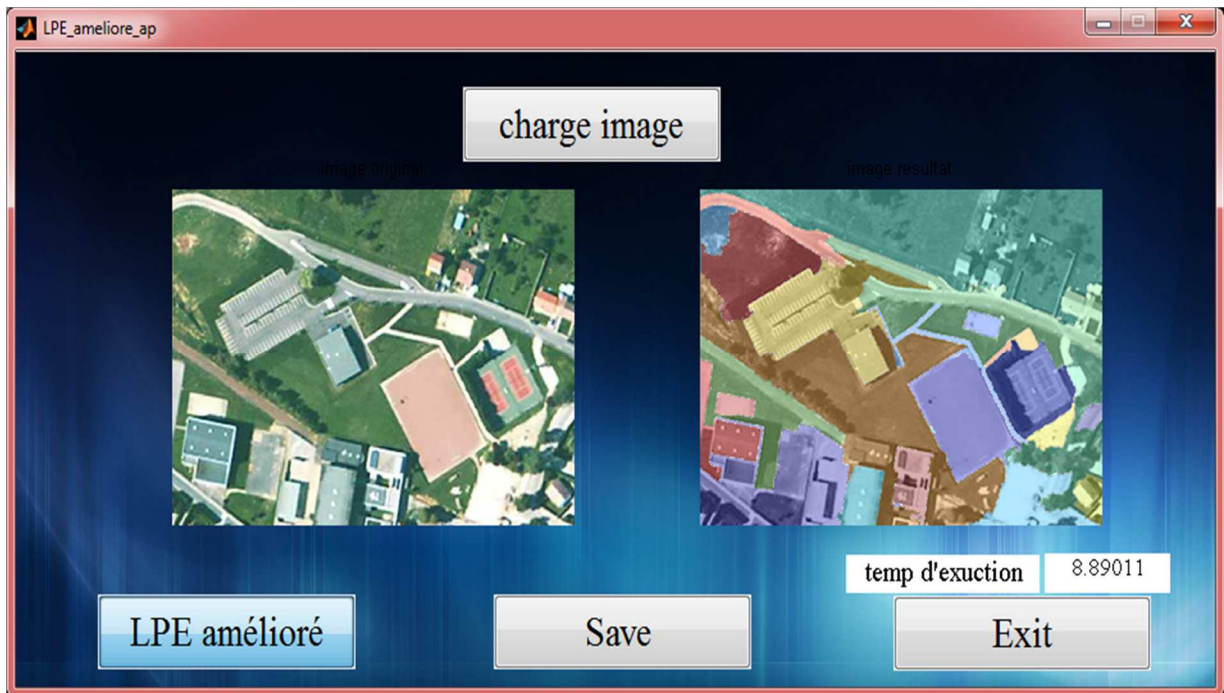 LPE_ameliore_ap
charge image
image original
image resultat
temp d'exuction
8.89011
LPE amélioré
Save
Exit